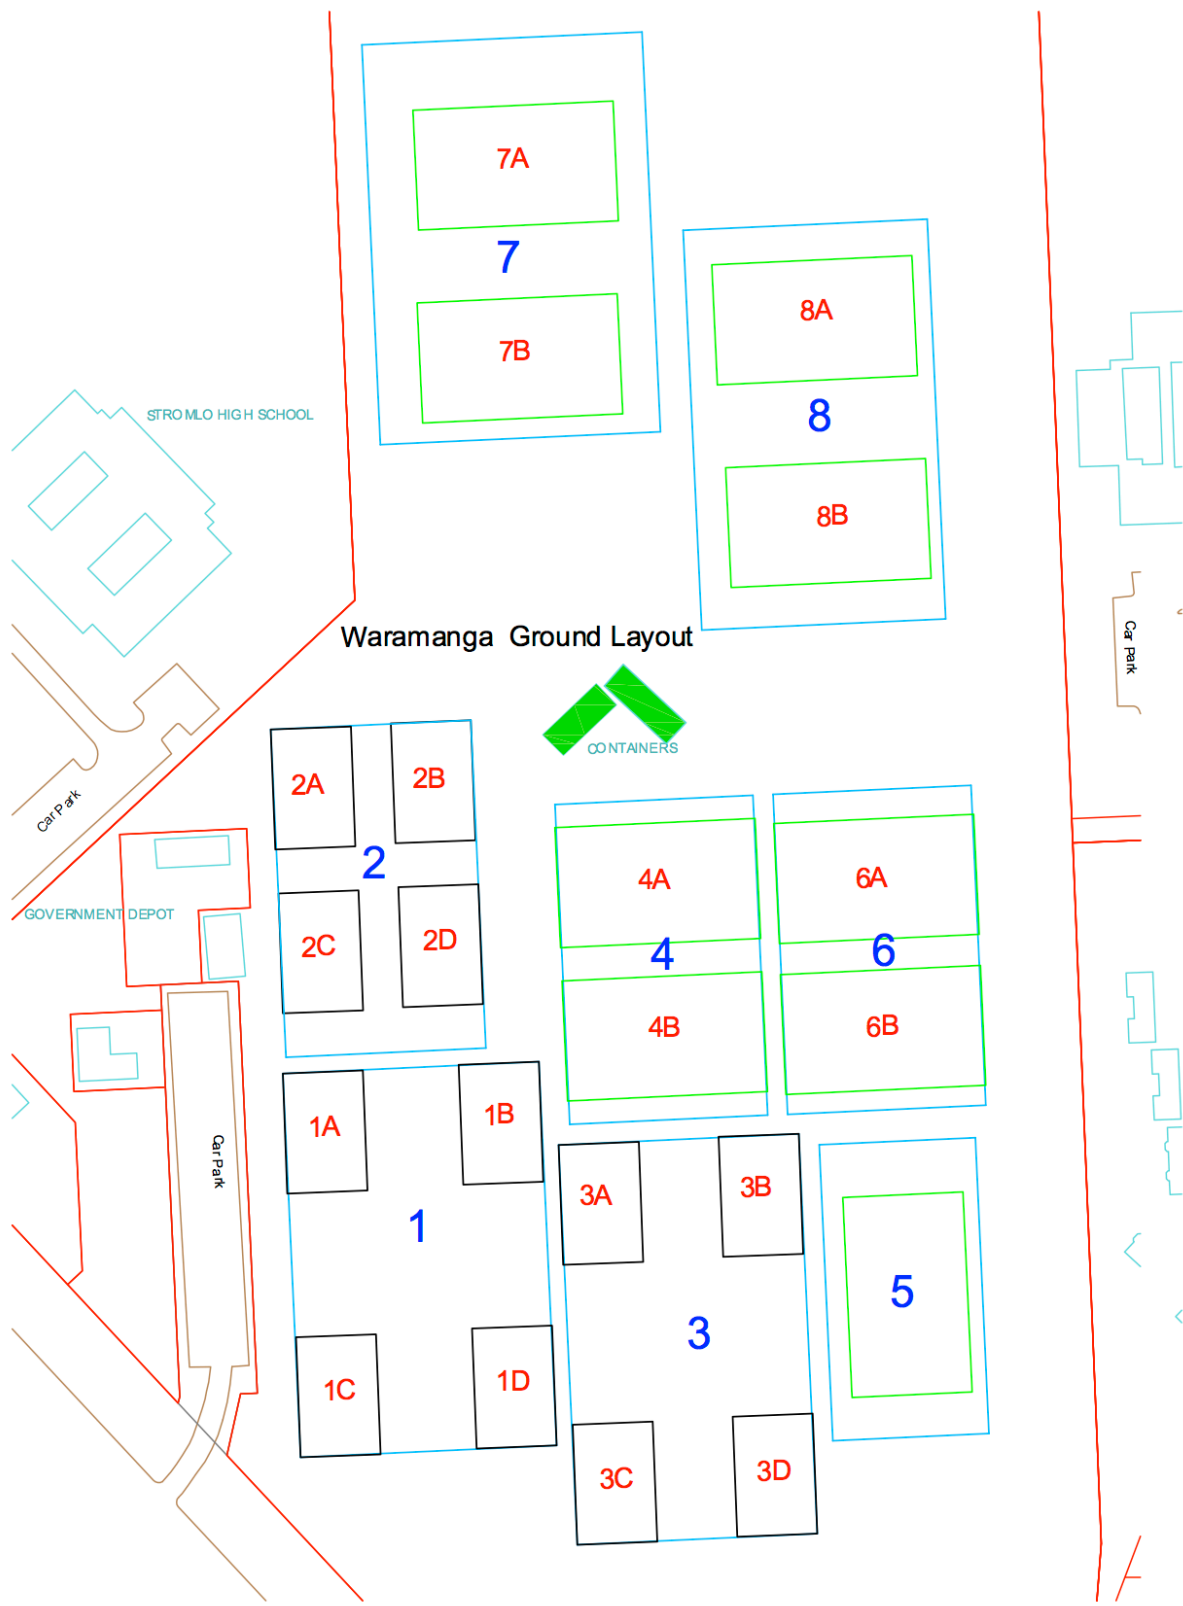 7A
7
7B
8A
8
8B
STROMLO HIGH SCHOOL
Car Park
Waramanga Ground Layout
CONTAINERS
2A
2B
2
2C
2D
Car Park
GOVERNMENT DEPOT
4A
4
4B
6A
6
6B
Car Park
1A
1B
1
1C
1D
3A
3B
3
3C
3D
5